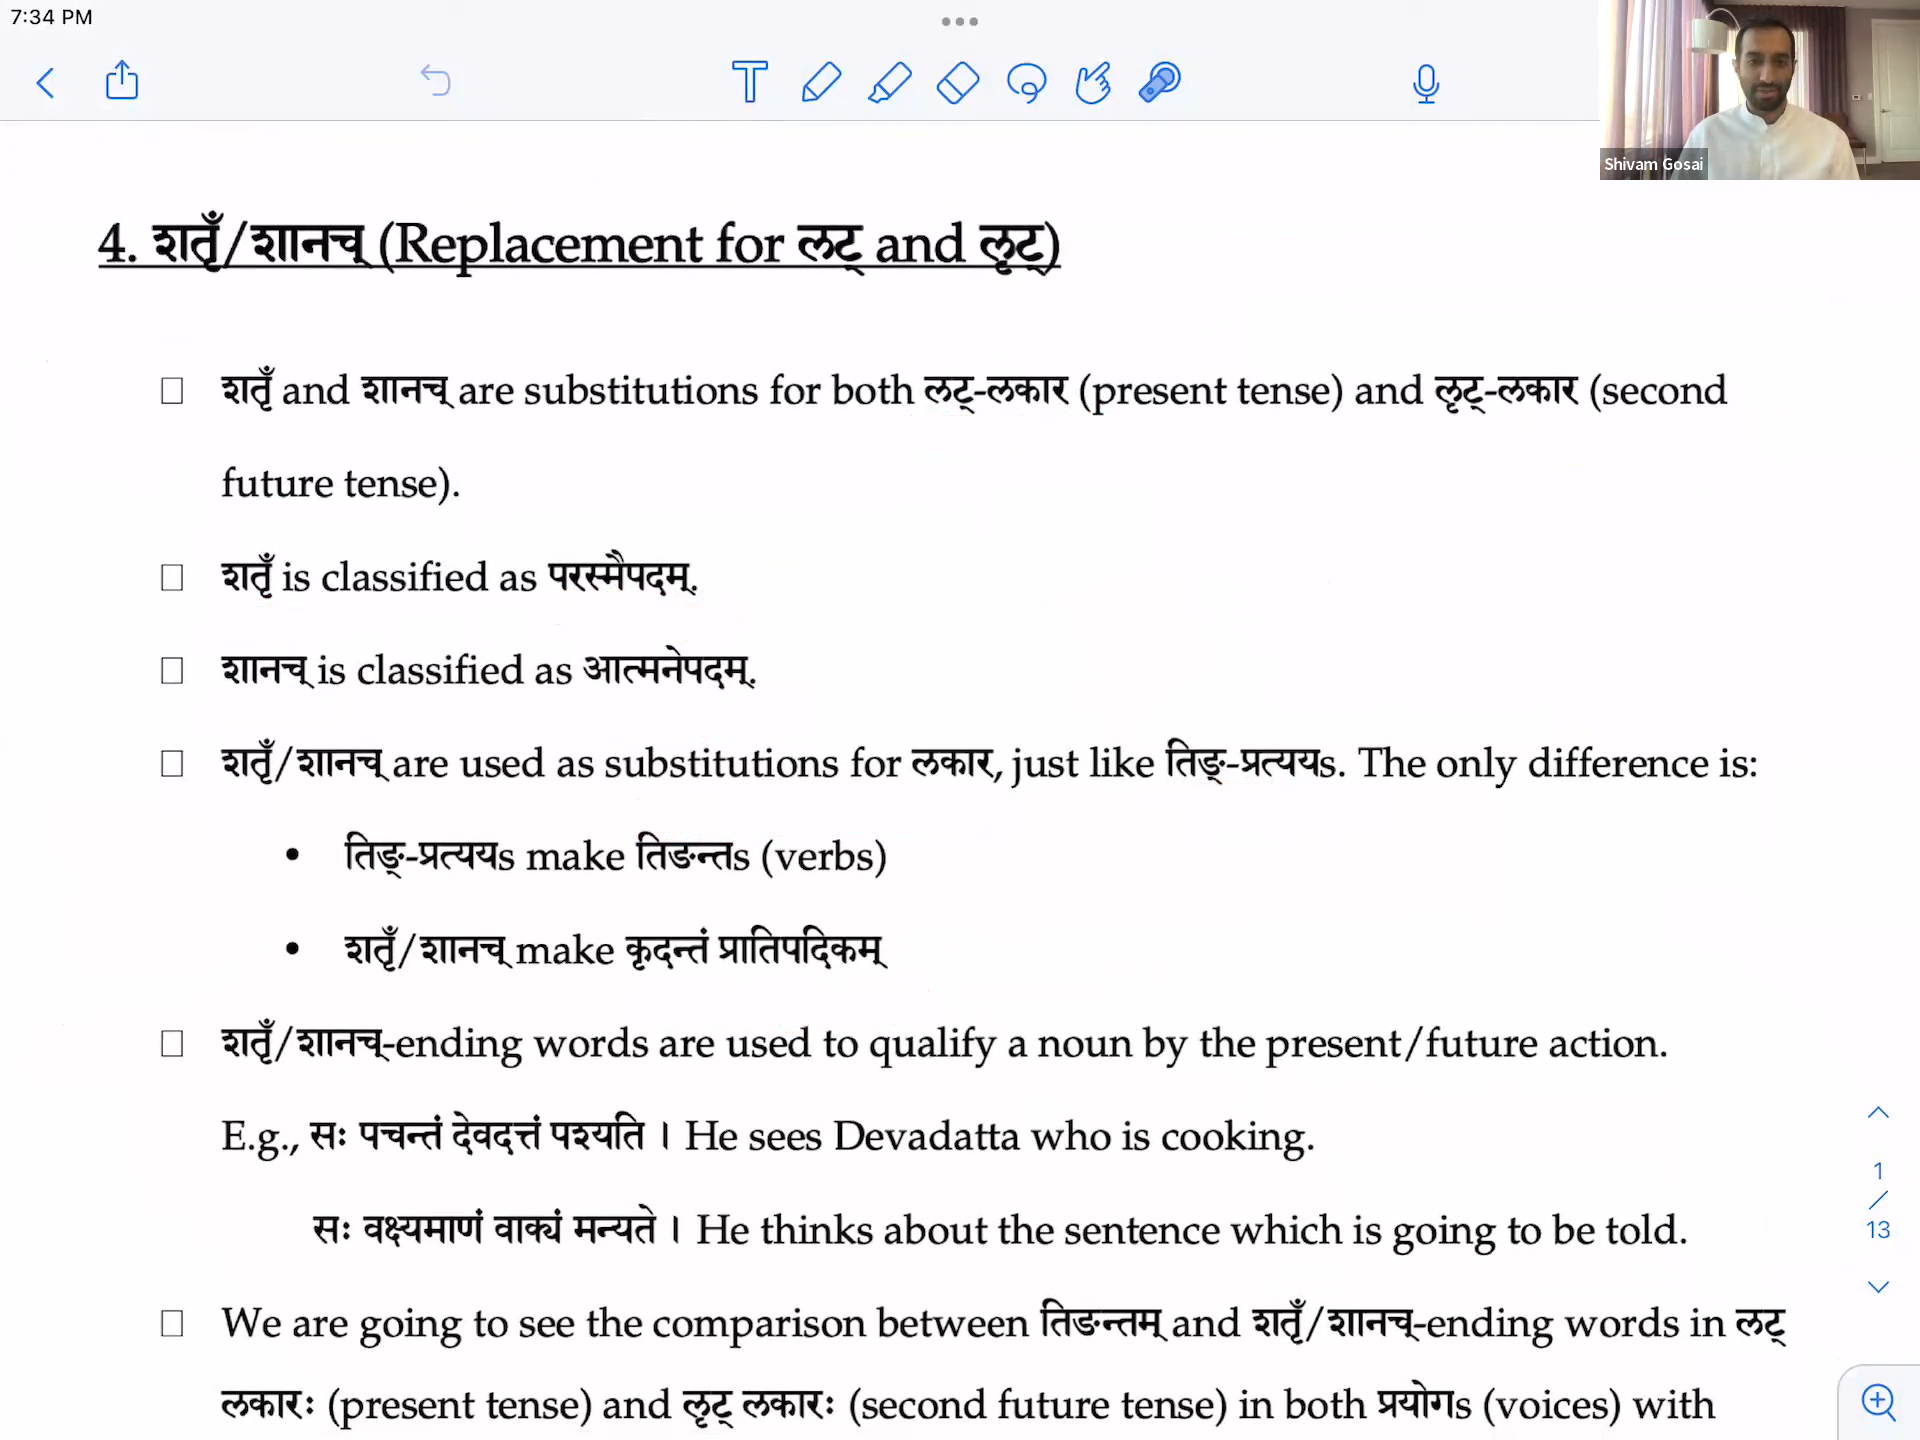 7:34 PM
Shivam Gosai
4. शतृँ/शानच् (Replacement for लट् and लृट्)
शतृँ and शानच् are substitutions for both लट्-लकार (present tense) and लृट्-लकार (second
future tense).
शतृँ is classified as परस्मैपदम्.
शानच् is classified as आत्मनेपदम्.
शतृँ/शानच् are used as substitutions for लकार, just like तिङ्-प्रत्ययs. The only difference is:
• तिङ्-प्रत्ययs make तिङन्तs (verbs)
• शतृँ/शानच् make कृदन्तं प्रातिपदिकम्
शतृँ/शानच्-ending words are used to qualify a noun by the present/future action.
E.g., सः पचन्तं देवदत्तं पश्यति । He sees Devadatta who is cooking.
सः वक्ष्यमाणं वाक्यं मन्यते । He thinks about the sentence which is going to be told.
We are going to see the comparison between तिङन्तम् and शतृँ/शानच्-ending words in लट्
लकारः (present tense) and लृट् लकारः (second future tense) in both प्रयोगs (voices) with
1
/
13